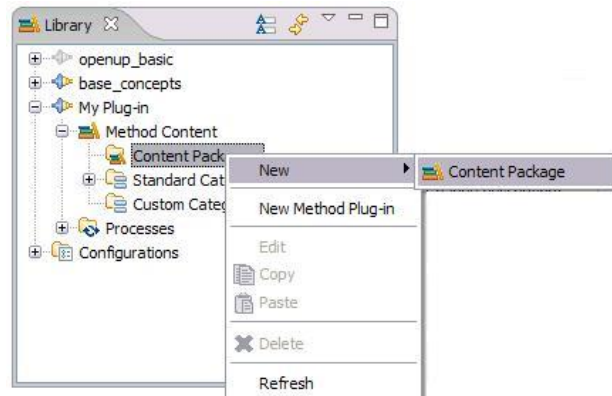 Library
openup_basic
base_concepts
My Plug-in
Method Content
Content Pack
Standard Cat
Custom Categ
Processes
Configurations
New
New Method Plug-in
Edit
Copy
Paste
Delete
Refresh
Content Package